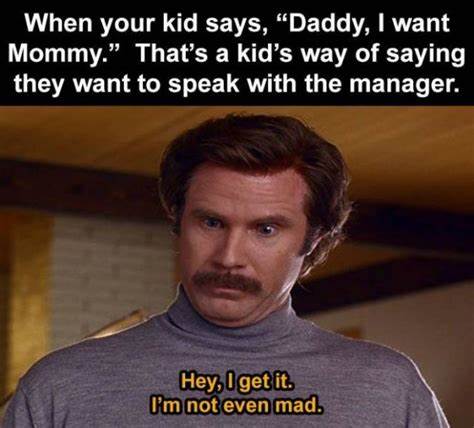 When your kid says, “Daddy, I want
Mommy.” That’s a kid’s way of saying
they want to speak with the manager.
Hey, I get it.
I’m not even mad.